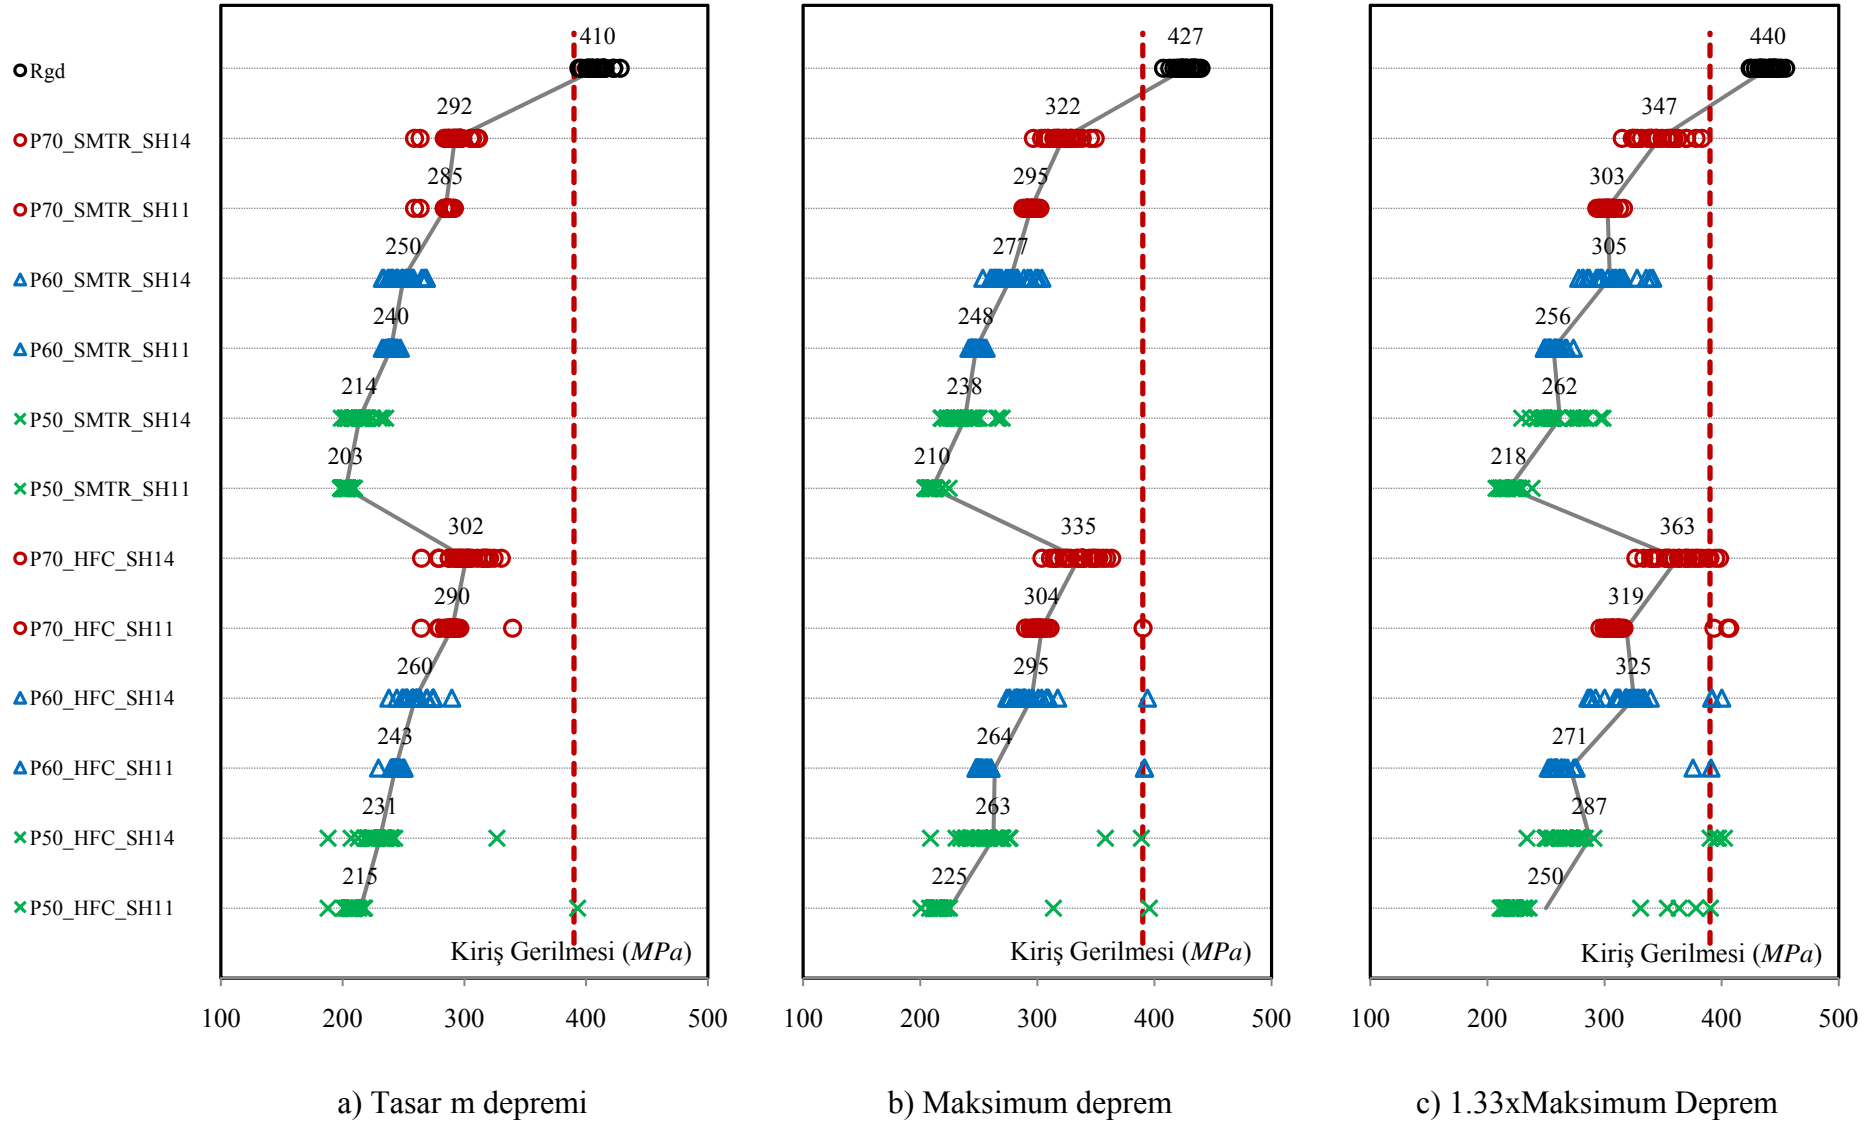 Rgd
P70_SMTR_SH14
P70_SMTR_SH11
P60_SMTR_SH14
P60_SMTR_SH11
P50_SMTR_SH14
P50_SMTR_SH11
P70_HFC_SH14
P70_HFC_SH11
P60_HFC_SH14
P60_HFC_SH11
P50_HFC_SH14
P50_HFC_SH11
410
292
285
250
240
214
203
302
290
260
243
231
215
Kiriş Gerilmesi (MPa)
100 200 300 400 500
a) Tasar m depremi
427
322
295
277
248
238
210
335
304
295
264
263
225
Kiriş Gerilmesi (MPa)
100 200 300 400 500
b) Maksimum deprem
440
347
303
305
256
262
218
363
319
325
271
287
250
Kiriş Gerilmesi (MPa)
100 200 300 400 500
c) 1.33xMaksimum Deprem